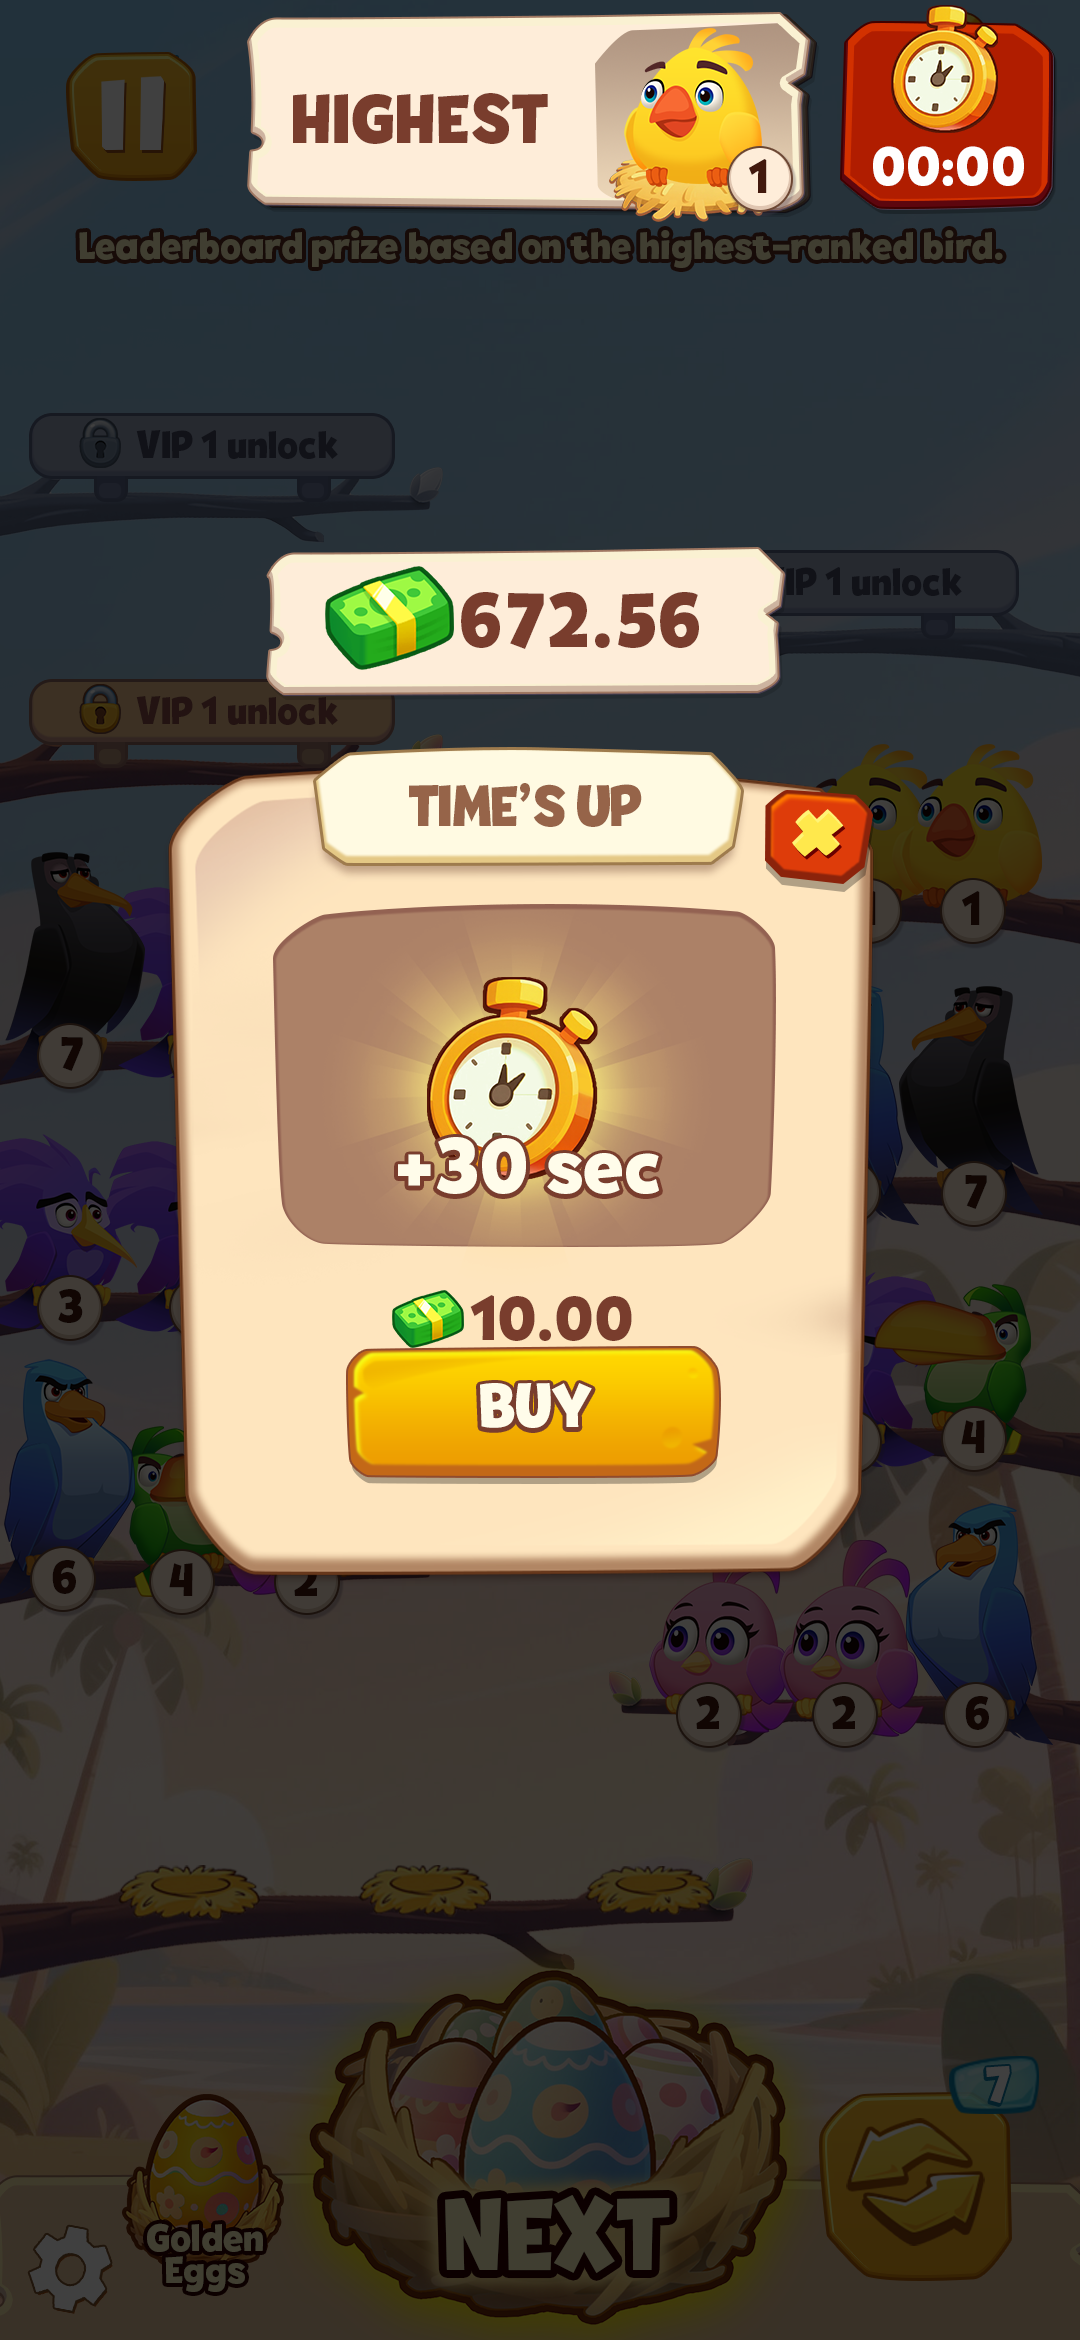 HIGHEST
1
00:00
Leaderboard prize based on the highest-ranked bird.
VIP 1 unlock
IP 1 unlock
672.56
VIP 1 unlock
TIME'S UP
1
7
+30 sec
7
3
10.00
BUY
4
6
4
2
2
2
6
7
Golden
Eggs
NEXT